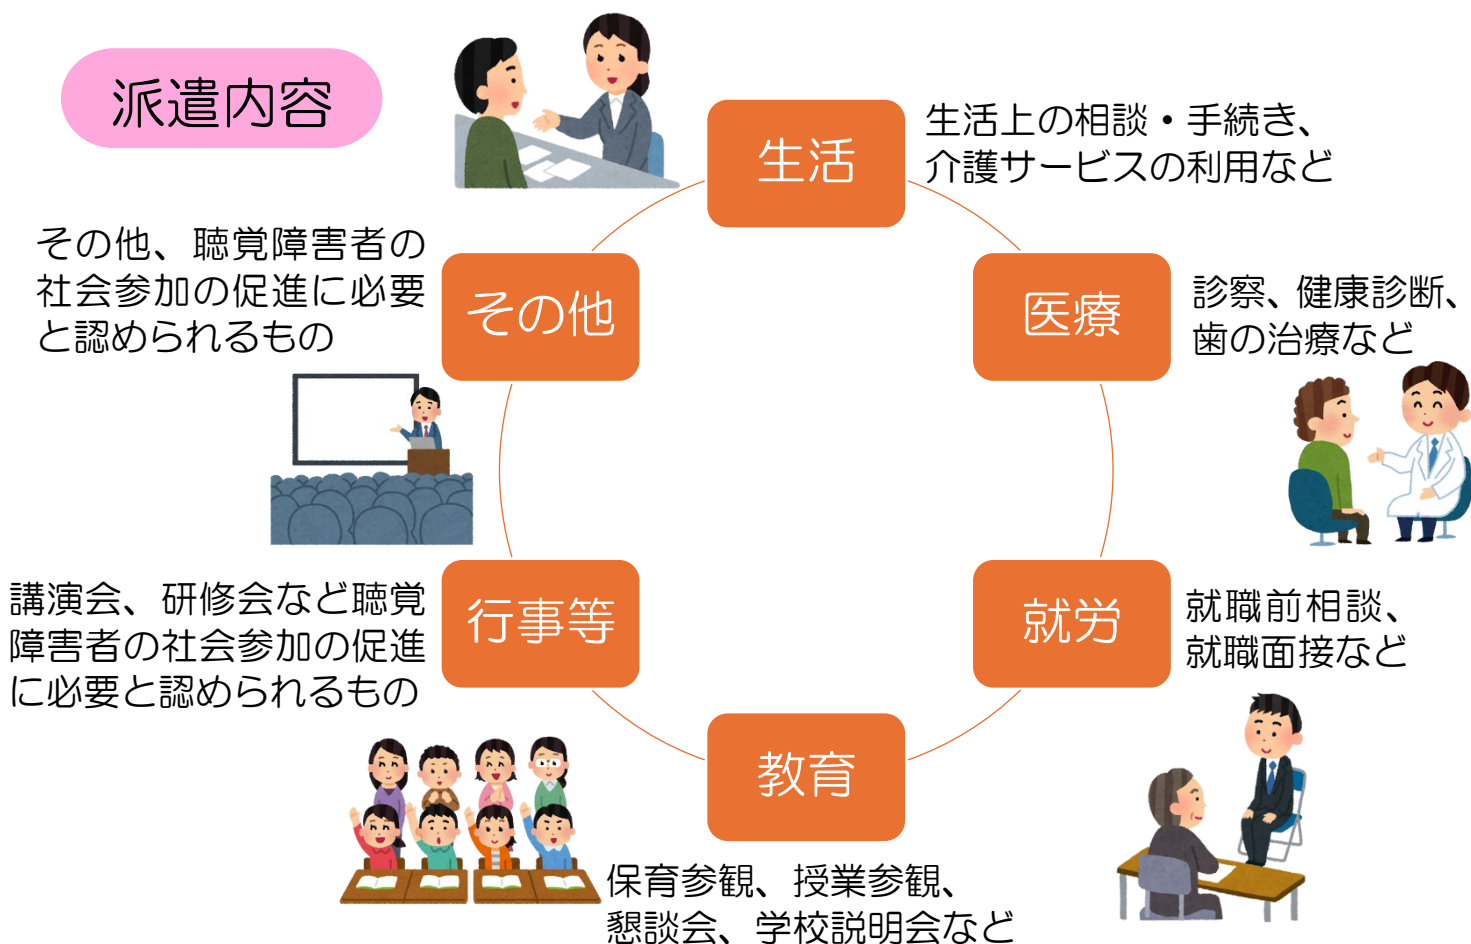 派遣内容
生活
生活上の相談・手続き、
介護サービスの利用など
医療
診察、健康診断、
歯の治療など
就労
就職前相談、
就職面接など
教育
保育参観、授業参観、
懇談会、学校説明会など
行事等
講演会、研修会など聴覚
障害者の社会参加の促進
に必要と認められるもの
その他
その他、聴覚障害者の
社会参加の促進に必要
と認められるもの